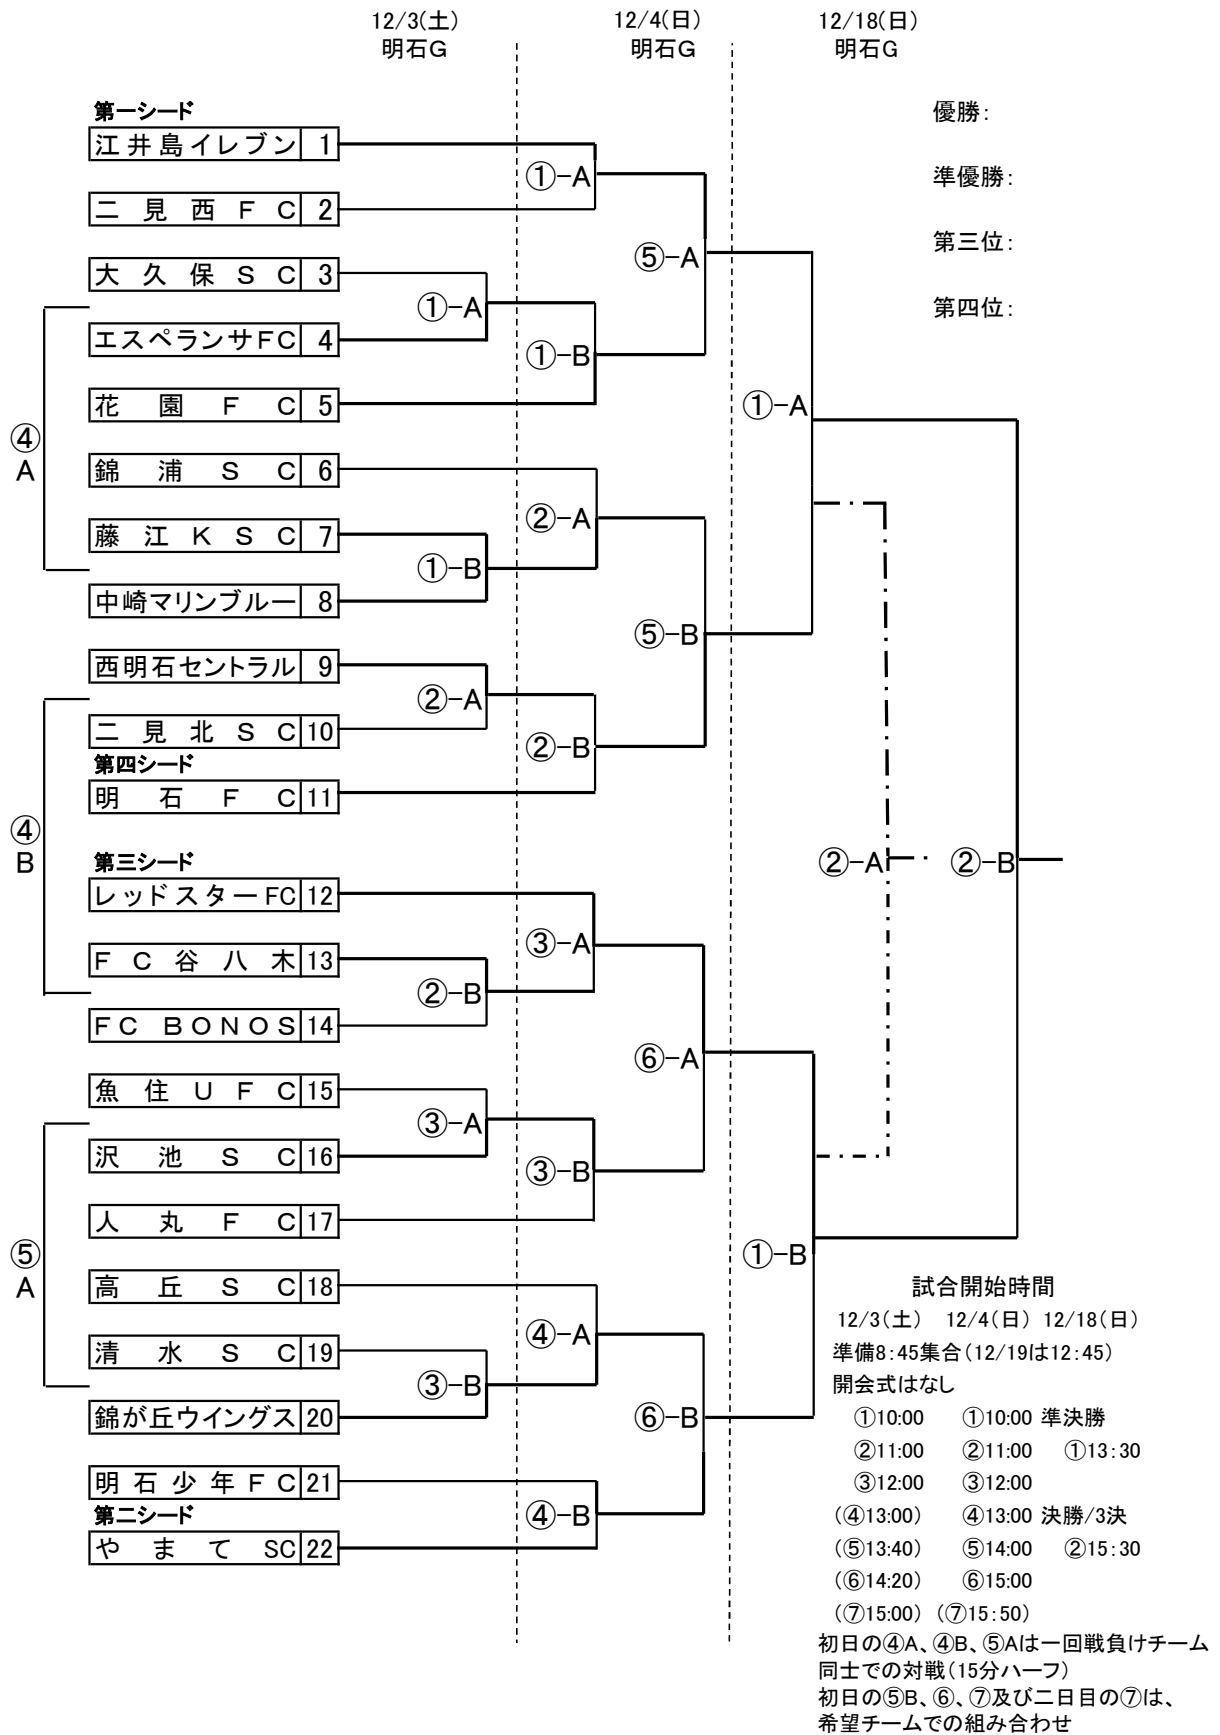 12/3(土) 12/4(日) 12/18(日)
明石G 明石G 明石G
優勝:
準優勝:
第三位:
第四位:
第一シード
江井島イレブン 1
二見西FC 2
大久保SC 3
エスペランサFC 4
花園FC 5
錦浦SC 6
藤江KSC 7
中崎マリンブルー 8
西明石セントラル 9
二見北SC 10
第四シード
明石FC 11
第三シード
レッドスターFC 12
FC谷八木 13
FC BONOS 14
魚住UFC 15
沢池SC 16
人丸FC 17
高丘SC 18
清水SC 19
錦が丘ウイングス 20
明石少年FC 21
第二シード
やまてSC 22
④
A
④
B
⑤
A
①-A
①-B
②-A
②-B
③-A
③-B
①-A
①-B
②-A
②-B
③-A
③-B
④-A
④-B
⑤-A
⑤-B
⑥-A
⑥-B
①-A
①-B
②-A
②-B
試合開始時間
12/3(土) 12/4(日) 12/18(日)
準備8:45集合(12/19は12:45)
開会式はなし
①10:00 ①10:00 準決勝
②11:00 ②11:00 ①13:30
③12:00 ③12:00
(④13:00) ④13:00 決勝/3決
(⑤13:40) ⑤14:00 ②15:30
(⑥14:20) ⑥15:00
(⑦15:00) (⑦15:50)
初日の④A、④B、⑤Aは一回戦負けチーム
同士での対戦(15分ハーフ)
初日の⑤B、⑥、⑦及び二日目の⑦は、
希望チームでの組み合わせ